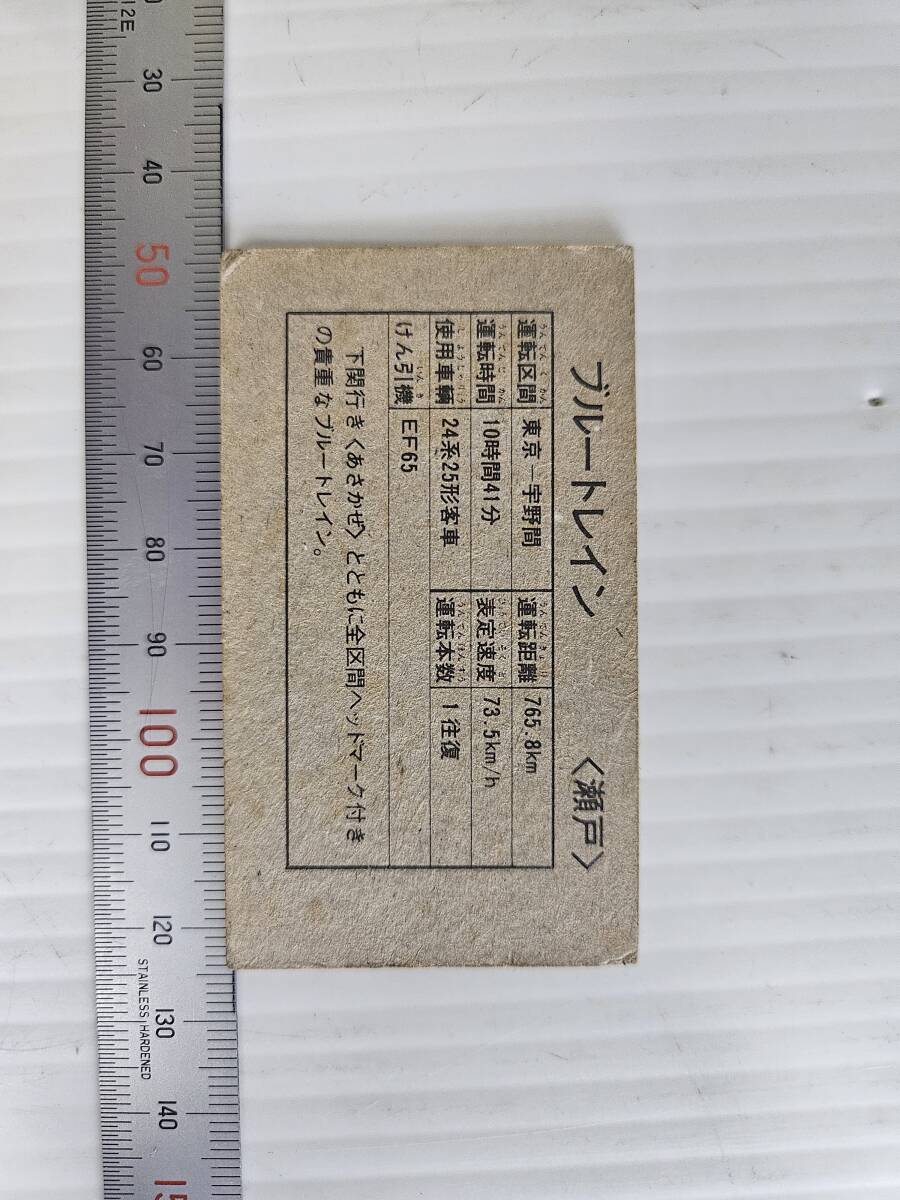 ブルートレイン 〈瀬戸〉
運転区間 東京―宇野間 運転距離 765.8km
運転時間 10時間41分 表定速度 73.5km/h
使用車輛 24系25形客車 運転本数 1往復
けん引機 EF65
下関行き〈あさかぜ〉とともに全区間ヘッドマーク付き
の貴重なブルートレイン。
12E
30
40
50
60
70
80
90
100
110
120
130
140
STAINLESS HARDENED